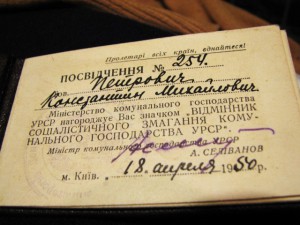 Пролетарі всіх країн, єднайтеся!
ПОСВІДЧЕННЯ № 254.
Петрович
Константин Михайлович
Міністерство комунального господарства
УРСР нагороджує Вас значком „ВІДМІННИК
СОЦІАЛІСТИЧНОГО ЗМАГАННЯ КОМУ-
НАЛЬНОГО ГОСПОДАРСТВА УРСР".
Міністр комунального господарства УРСР
А. СЕЛІВАНОВ
м. Київ. 18 апреля 1950 г.